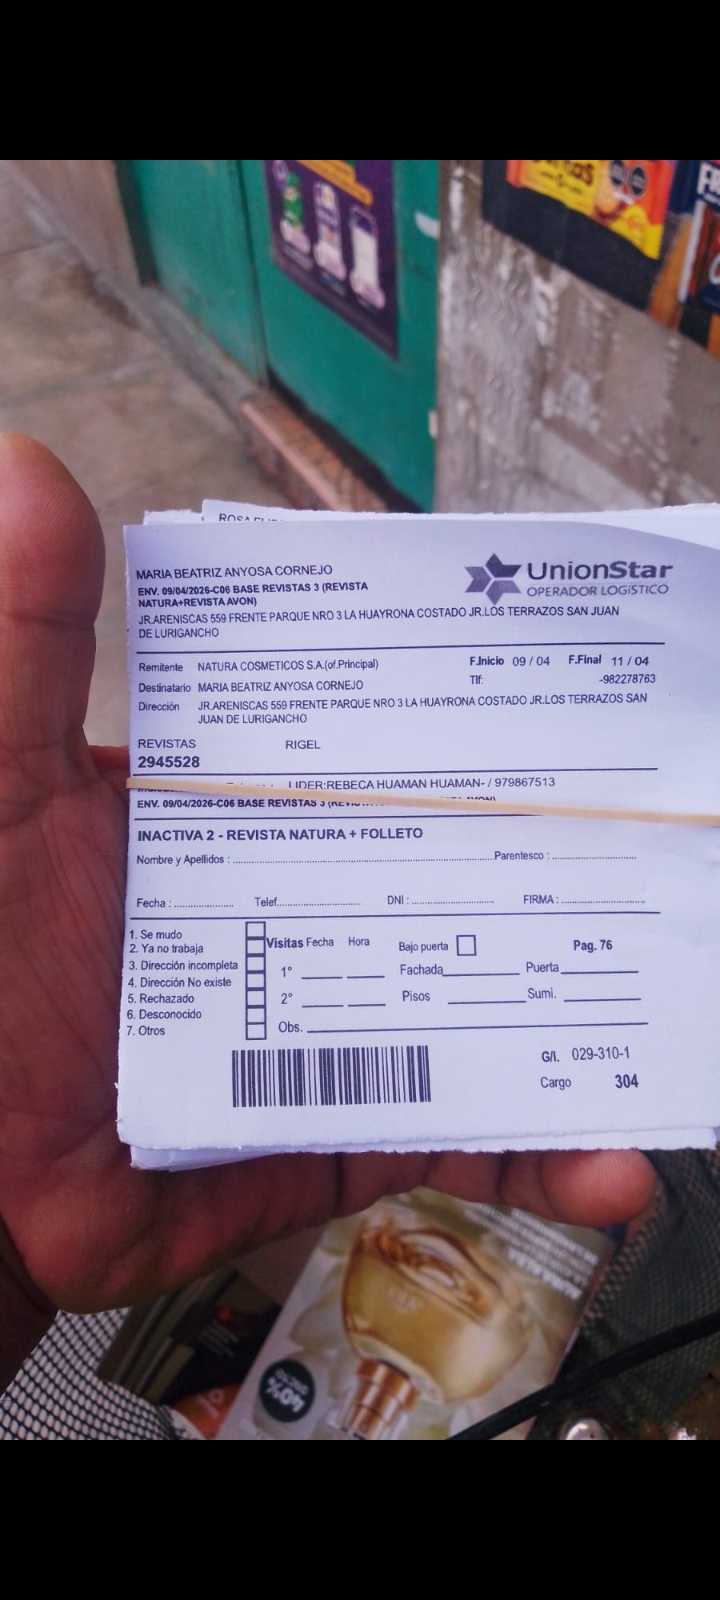 MARIA BEATRIZ ANYOSA CORNEJO
UnionStar
OPERADOR LOGÍSTICO
ENV. 09/04/2026-C06 BASE REVISTAS 3 (REVISTA
NATURA+REVISTA AVON)
JR.ARENISCAS 559 FRENTE PARQUE NRO 3 LA HUAYRONA COSTADO JR.LOS TERRAZOS SAN JUAN
DE LURIGANCHO
Remitente NATURA COSMETICOS S.A.(of.Principal) F.Inicio 09 / 04 F.Final 11 / 04
Destinatario MARIA BEATRIZ ANYOSA CORNEJO Tlf: -982278763
Dirección JR.ARENISCAS 559 FRENTE PARQUE NRO 3 LA HUAYRONA COSTADO JR.LOS TERRAZOS SAN
JUAN DE LURIGANCHO
REVISTAS RIGEL
2945528
LIDER:REBECA HUAMAN HUAMAN- / 979867513
ENV. 09/04/2026-C06 BASE REVISTAS 3
INACTIVA 2 - REVISTA NATURA + FOLLETO
Nombre y Apellidos : Parentesco :
Fecha : Telef. DNI : FIRMA :
1. Se mudo
2. Ya no trabaja
3. Dirección incompleta
4. Dirección No existe
5. Rechazado
6. Desconocido
7. Otros
Visitas Fecha Hora Bajo puerta Pag. 76
1° Fachada Puerta
2° Pisos Sumi.
Obs.
G/l. 029-310-1
Cargo 304